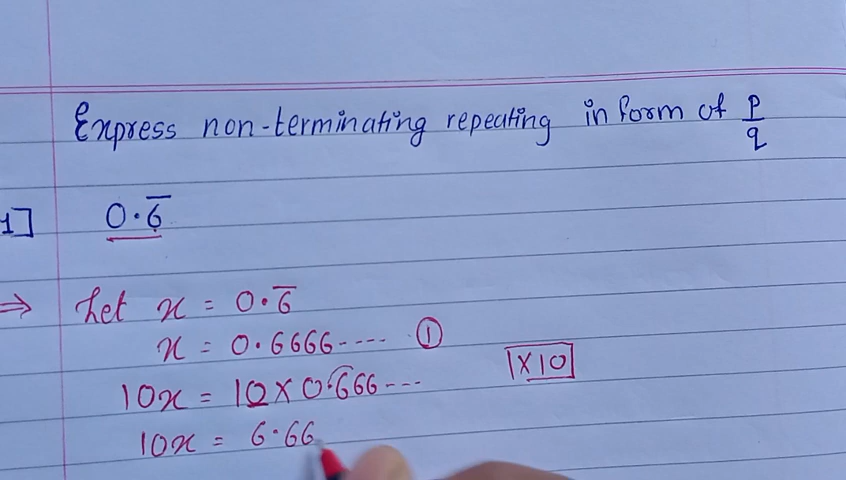 Express non-terminating repeating in form of p/q
1] 0.6̅
⇒ Let x = 0.6̅
x = 0.6666---- ①
10x = 10 × 0.666--- |×10|
10x = 6.66